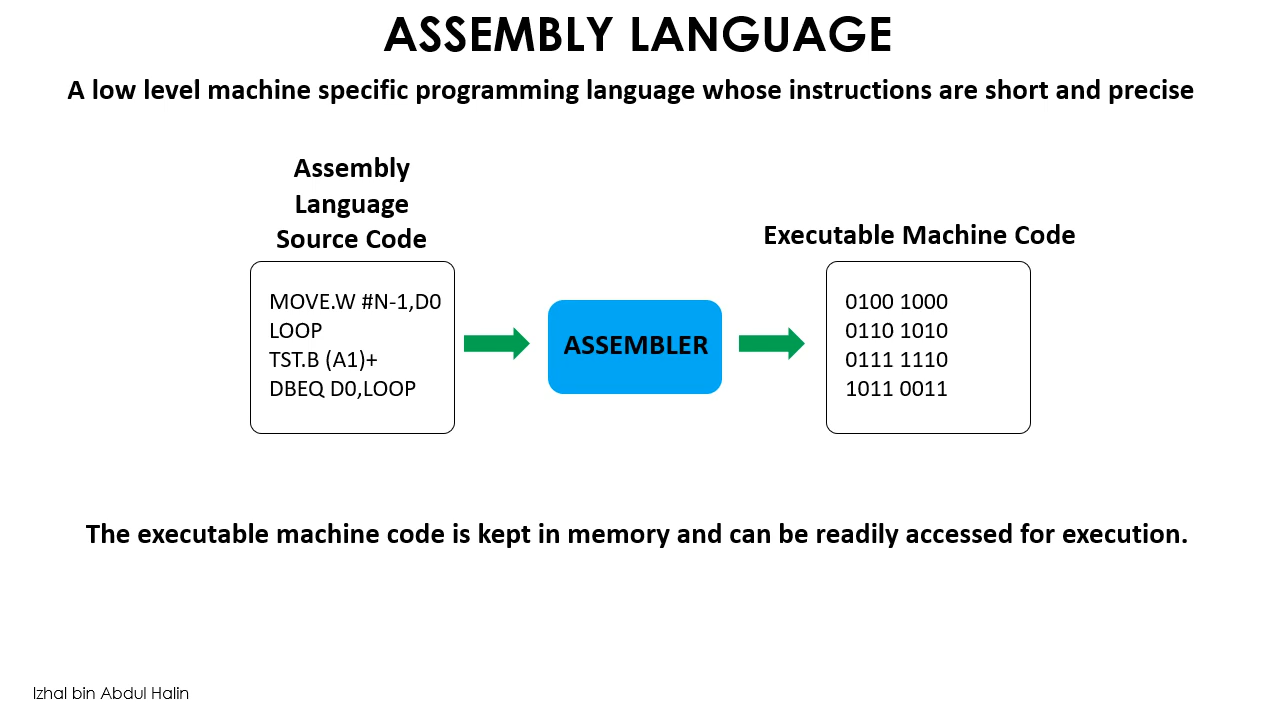 ASSEMBLY LANGUAGE
A low level machine specific programming language whose instructions are short and precise
Assembly
Language
Source Code
MOVE.W #N-1,D0
LOOP
TST.B (A1)+
DBEQ D0,LOOP
ASSEMBLER
Executable Machine Code
0100 1000
0110 1010
0111 1110
1011 0011
The executable machine code is kept in memory and can be readily accessed for execution.
Izhal bin Abdul Halin